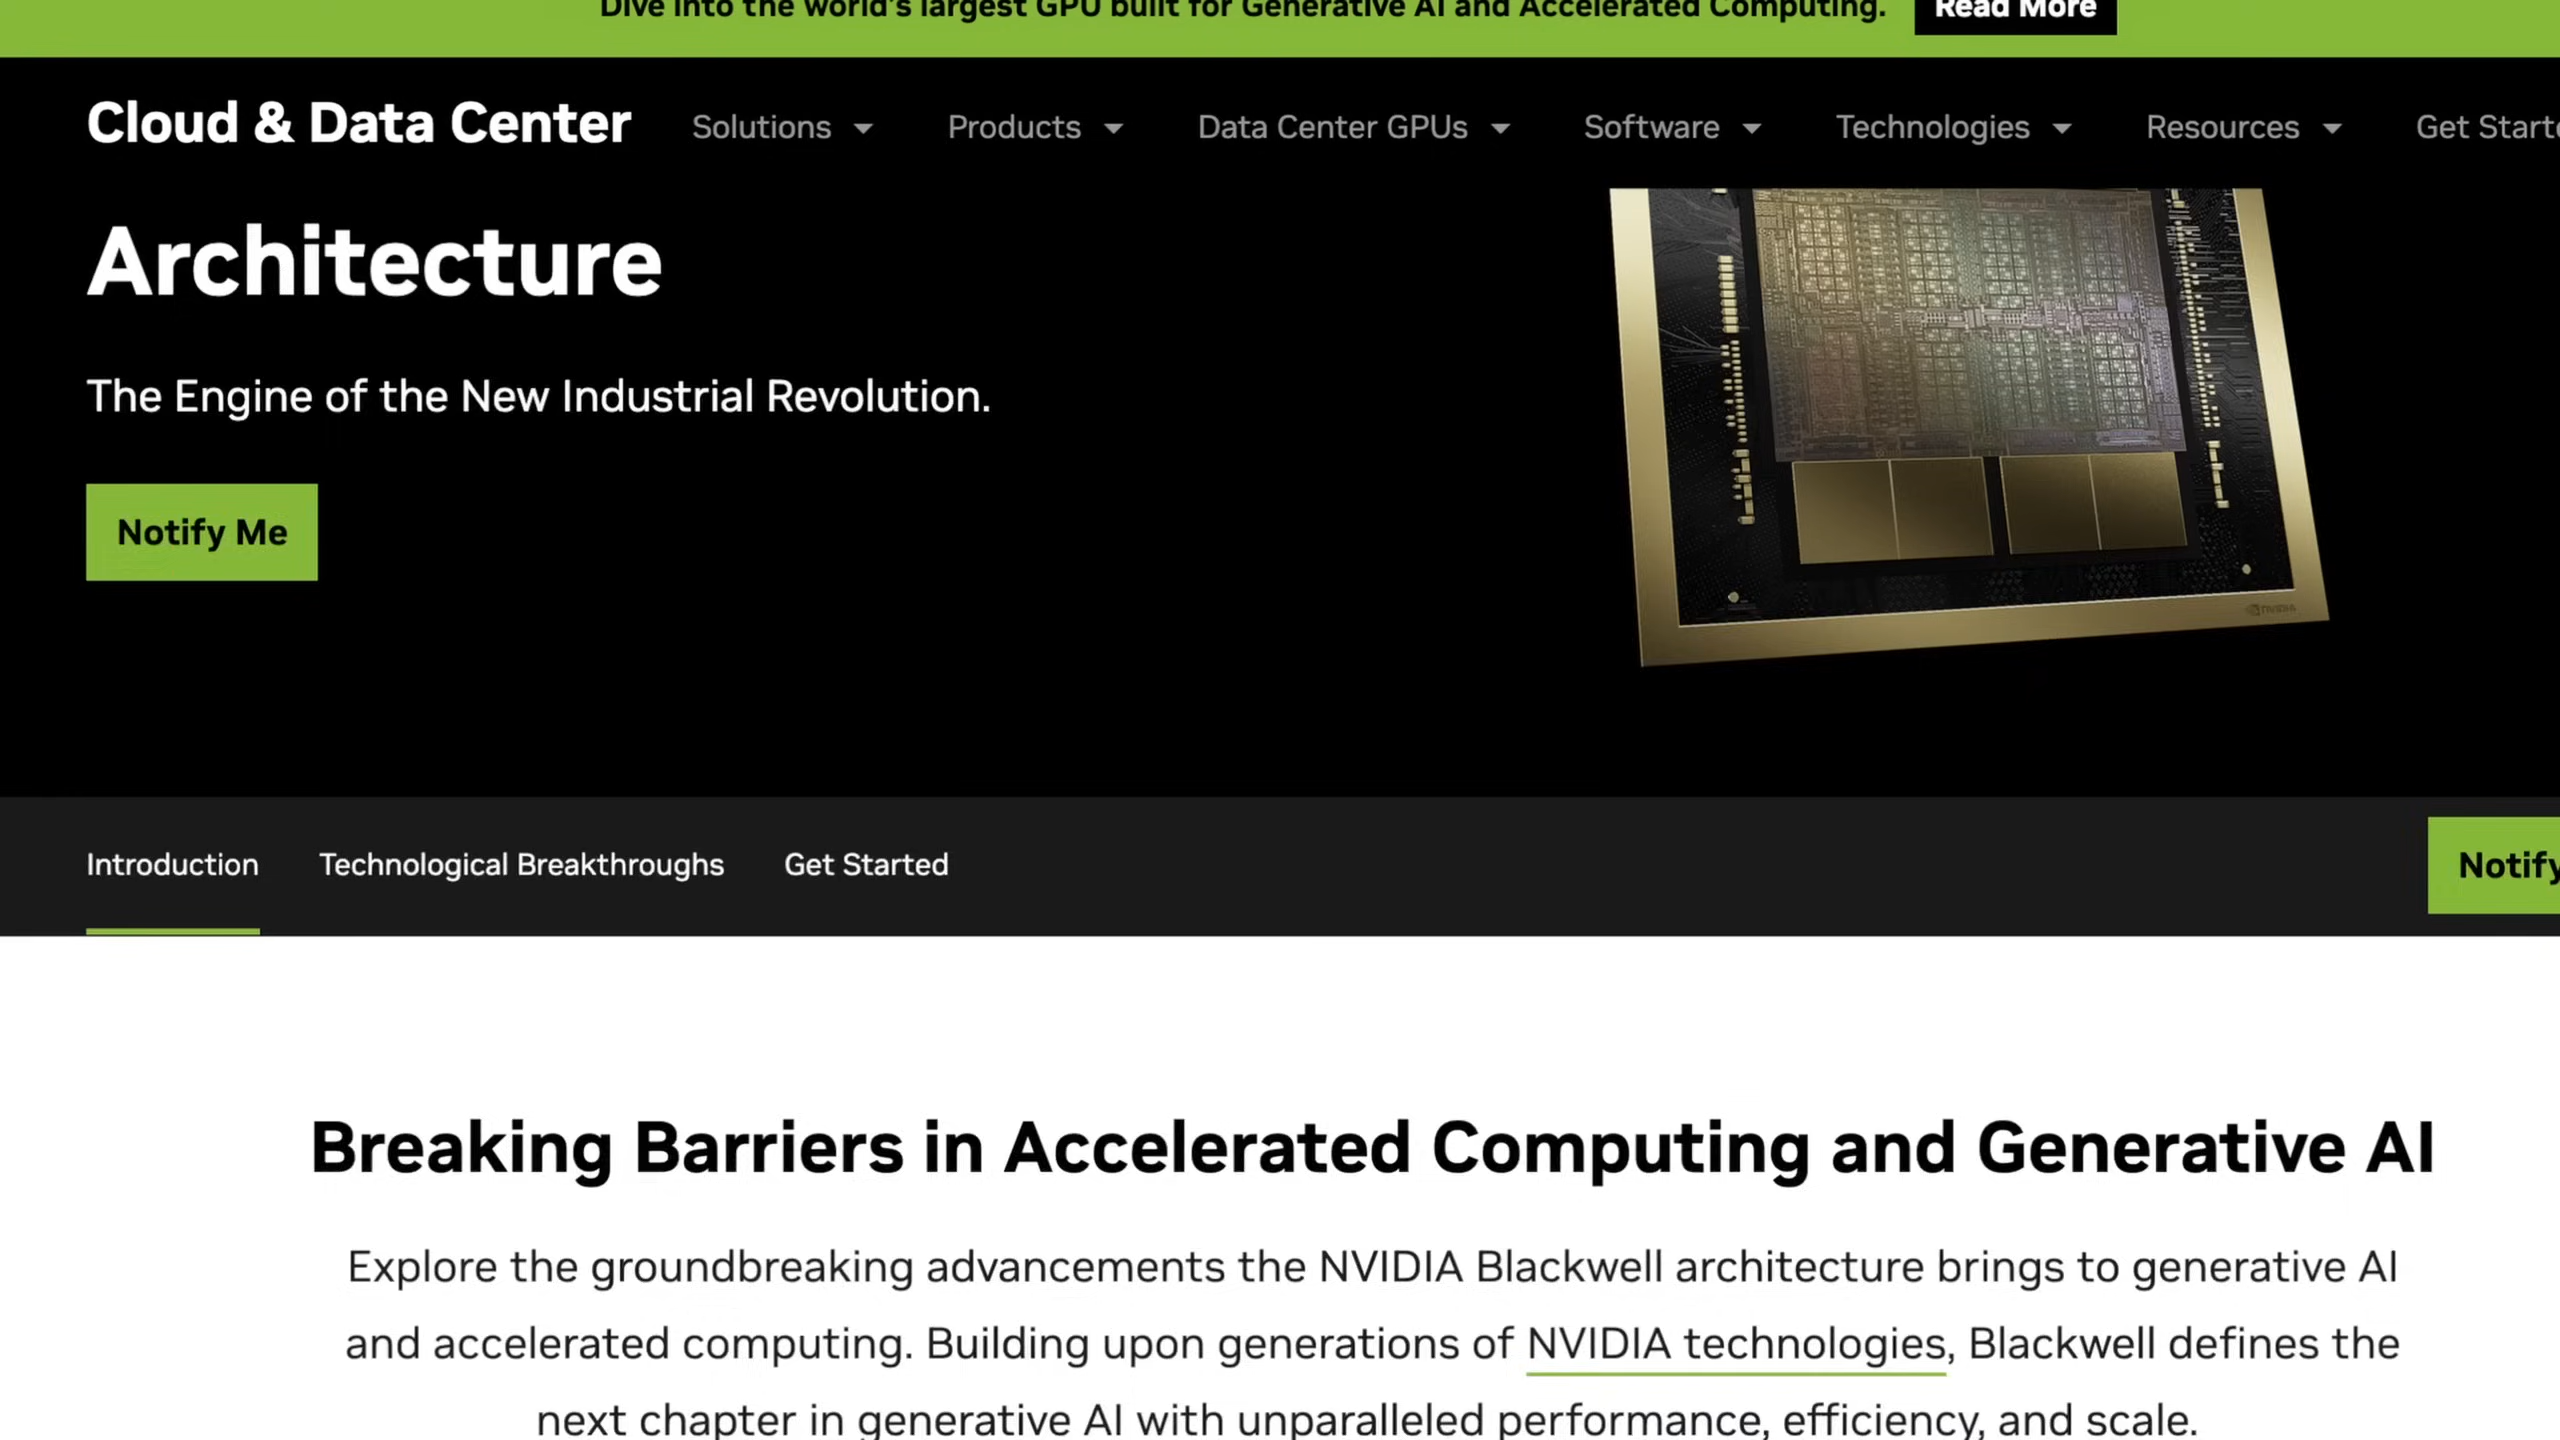 Dive into the world's largest GPU built for Generative AI and Accelerated Computing. Read More
Cloud & Data Center Solutions Products Data Center GPUs Software Technologies Resources Get Start
Architecture
The Engine of the New Industrial Revolution.
Notify Me
NVIDIA
Introduction Technological Breakthroughs Get Started Notify
Breaking Barriers in Accelerated Computing and Generative AI
Explore the groundbreaking advancements the NVIDIA Blackwell architecture brings to generative AI
and accelerated computing. Building upon generations of NVIDIA technologies, Blackwell defines the
next chapter in generative AI with unparalleled performance, efficiency, and scale.